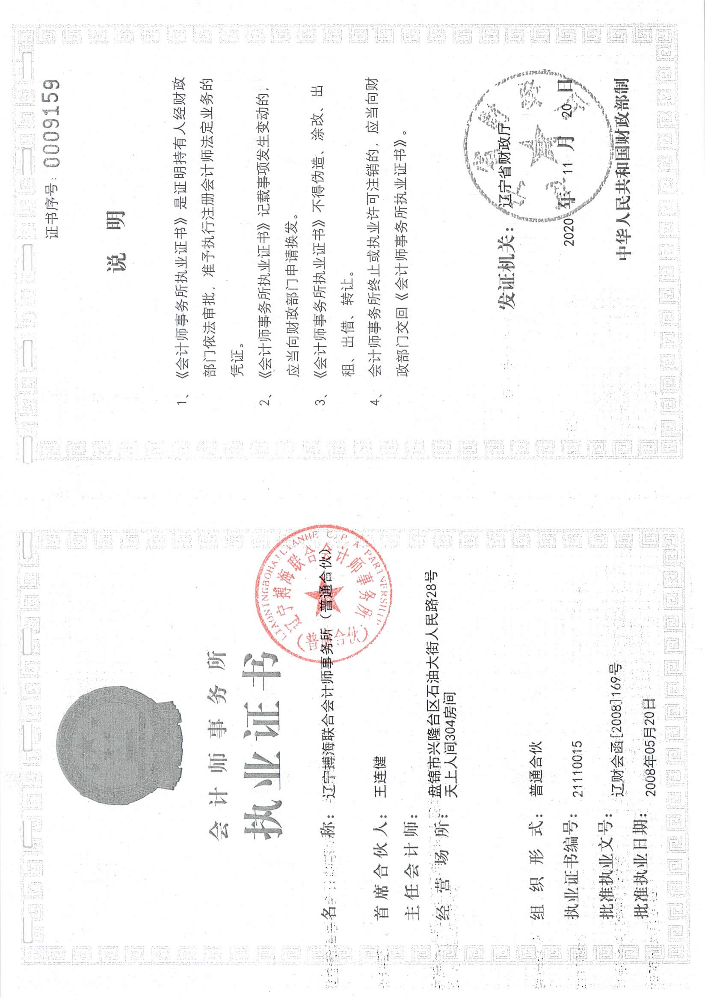 会计师事务所
执业证书
名 称：辽宁搏海联合会计师事务所（普通合伙）
首席合伙人：王连健
主任会计师：
经营场所：盘锦市兴隆台区石油大街人民路28号
天上人间304房间
组织形式：普通合伙
执业证书编号：21110015
批准执业文号：辽财会函[2008]169号
批准执业日期：2008年05月20日
LIAONINGBOHAILIANHE C.P.A PARTNERSHIP
辽宁搏海联合会计师事务所
（普通合伙）
证书序号：0009159
说 明
1、《会计师事务所执业证书》是证明持有人经财政
部门依法审批，准予执行注册会计师法定业务的
凭证。
2、《会计师事务所执业证书》记载事项发生变动的，
应当向财政部门申请换发。
3、《会计师事务所执业证书》不得伪造、涂改、出
租、出借、转让。
4、会计师事务所终止或执业许可注销的，应当向财
政部门交回《会计师事务所执业证书》。
发证机关：辽宁省财政厅
2020年11月20日
中华人民共和国财政部制